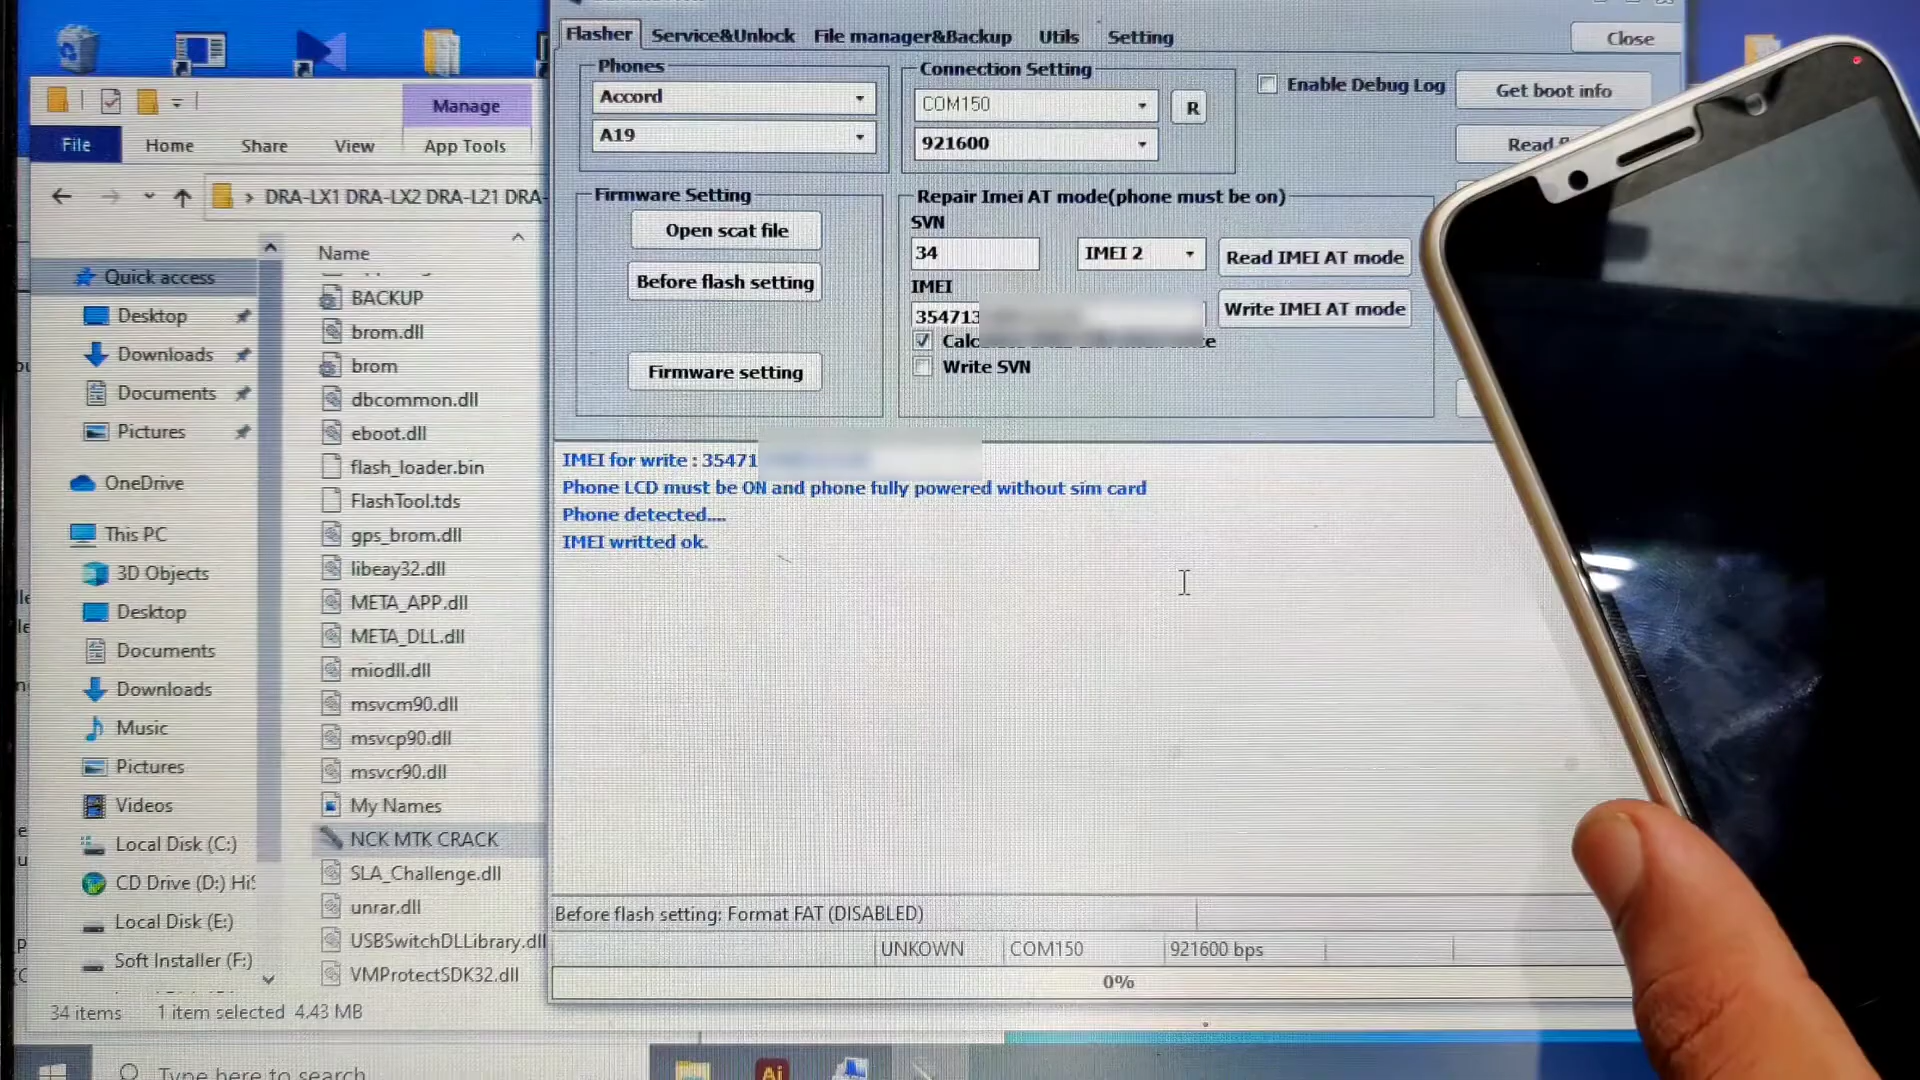 Manage
File
Home
Share
View
App Tools
DRA-LX1 DRA-LX2 DRA-L21 DRA-
Name
Quick access
Desktop
Downloads
Documents
Pictures
OneDrive
This PC
3D Objects
Desktop
Documents
Downloads
Music
Pictures
Videos
Local Disk (C:)
CD Drive (D:) HiS
Local Disk (E:)
Soft Installer (F:)
BACKUP
brom.dll
brom
dbcommon.dll
eboot.dll
flash_loader.bin
FlashTool.tds
gps_brom.dll
libeay32.dll
META_APP.dll
META_DLL.dll
miodll.dll
msvcm90.dll
msvcp90.dll
msvcr90.dll
My Names
NCK MTK CRACK
SLA_Challenge.dll
unrar.dll
USBSwitchDLLibrary.dll
VMProtectSDK32.dll
34 items
1 item selected 4.43 MB
Type here to search
Ai
Flasher
Service&Unlock
File manager&Backup
Utils
Setting
Close
Phones
Accord
A19
Connection Setting
COM150
R
921600
Enable Debug Log
Get boot info
Read
Firmware Setting
Open scat file
Before flash setting
Firmware setting
Repair Imei AT mode(phone must be on)
SVN
34
IMEI 2
Read IMEI AT mode
IMEI
354713
Write IMEI AT mode
Write SVN
IMEI for write : 35471
Phone LCD must be ON and phone fully powered without sim card
Phone detected....
IMEI writted ok.
Before flash setting: Format FAT (DISABLED)
UNKOWN
COM150
921600 bps
0%